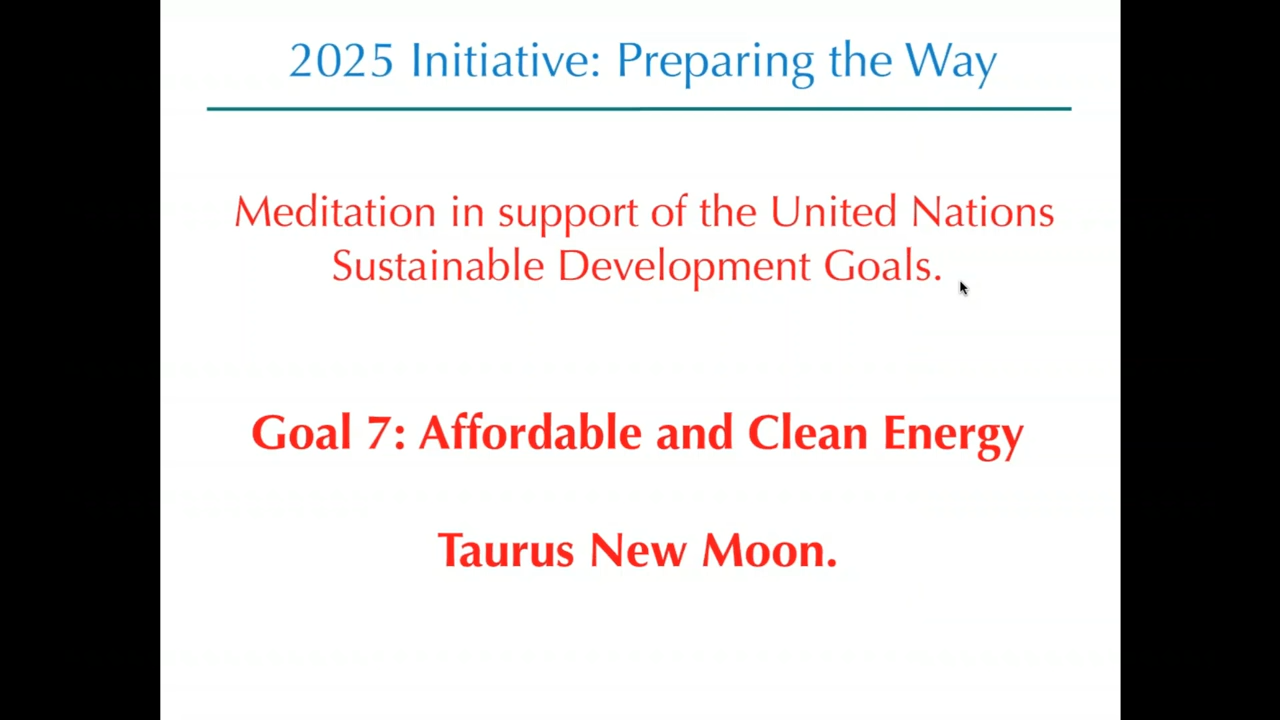 2025 Initiative: Preparing the Way
Meditation in support of the United Nations
Sustainable Development Goals.
Goal 7: Affordable and Clean Energy
Taurus New Moon.